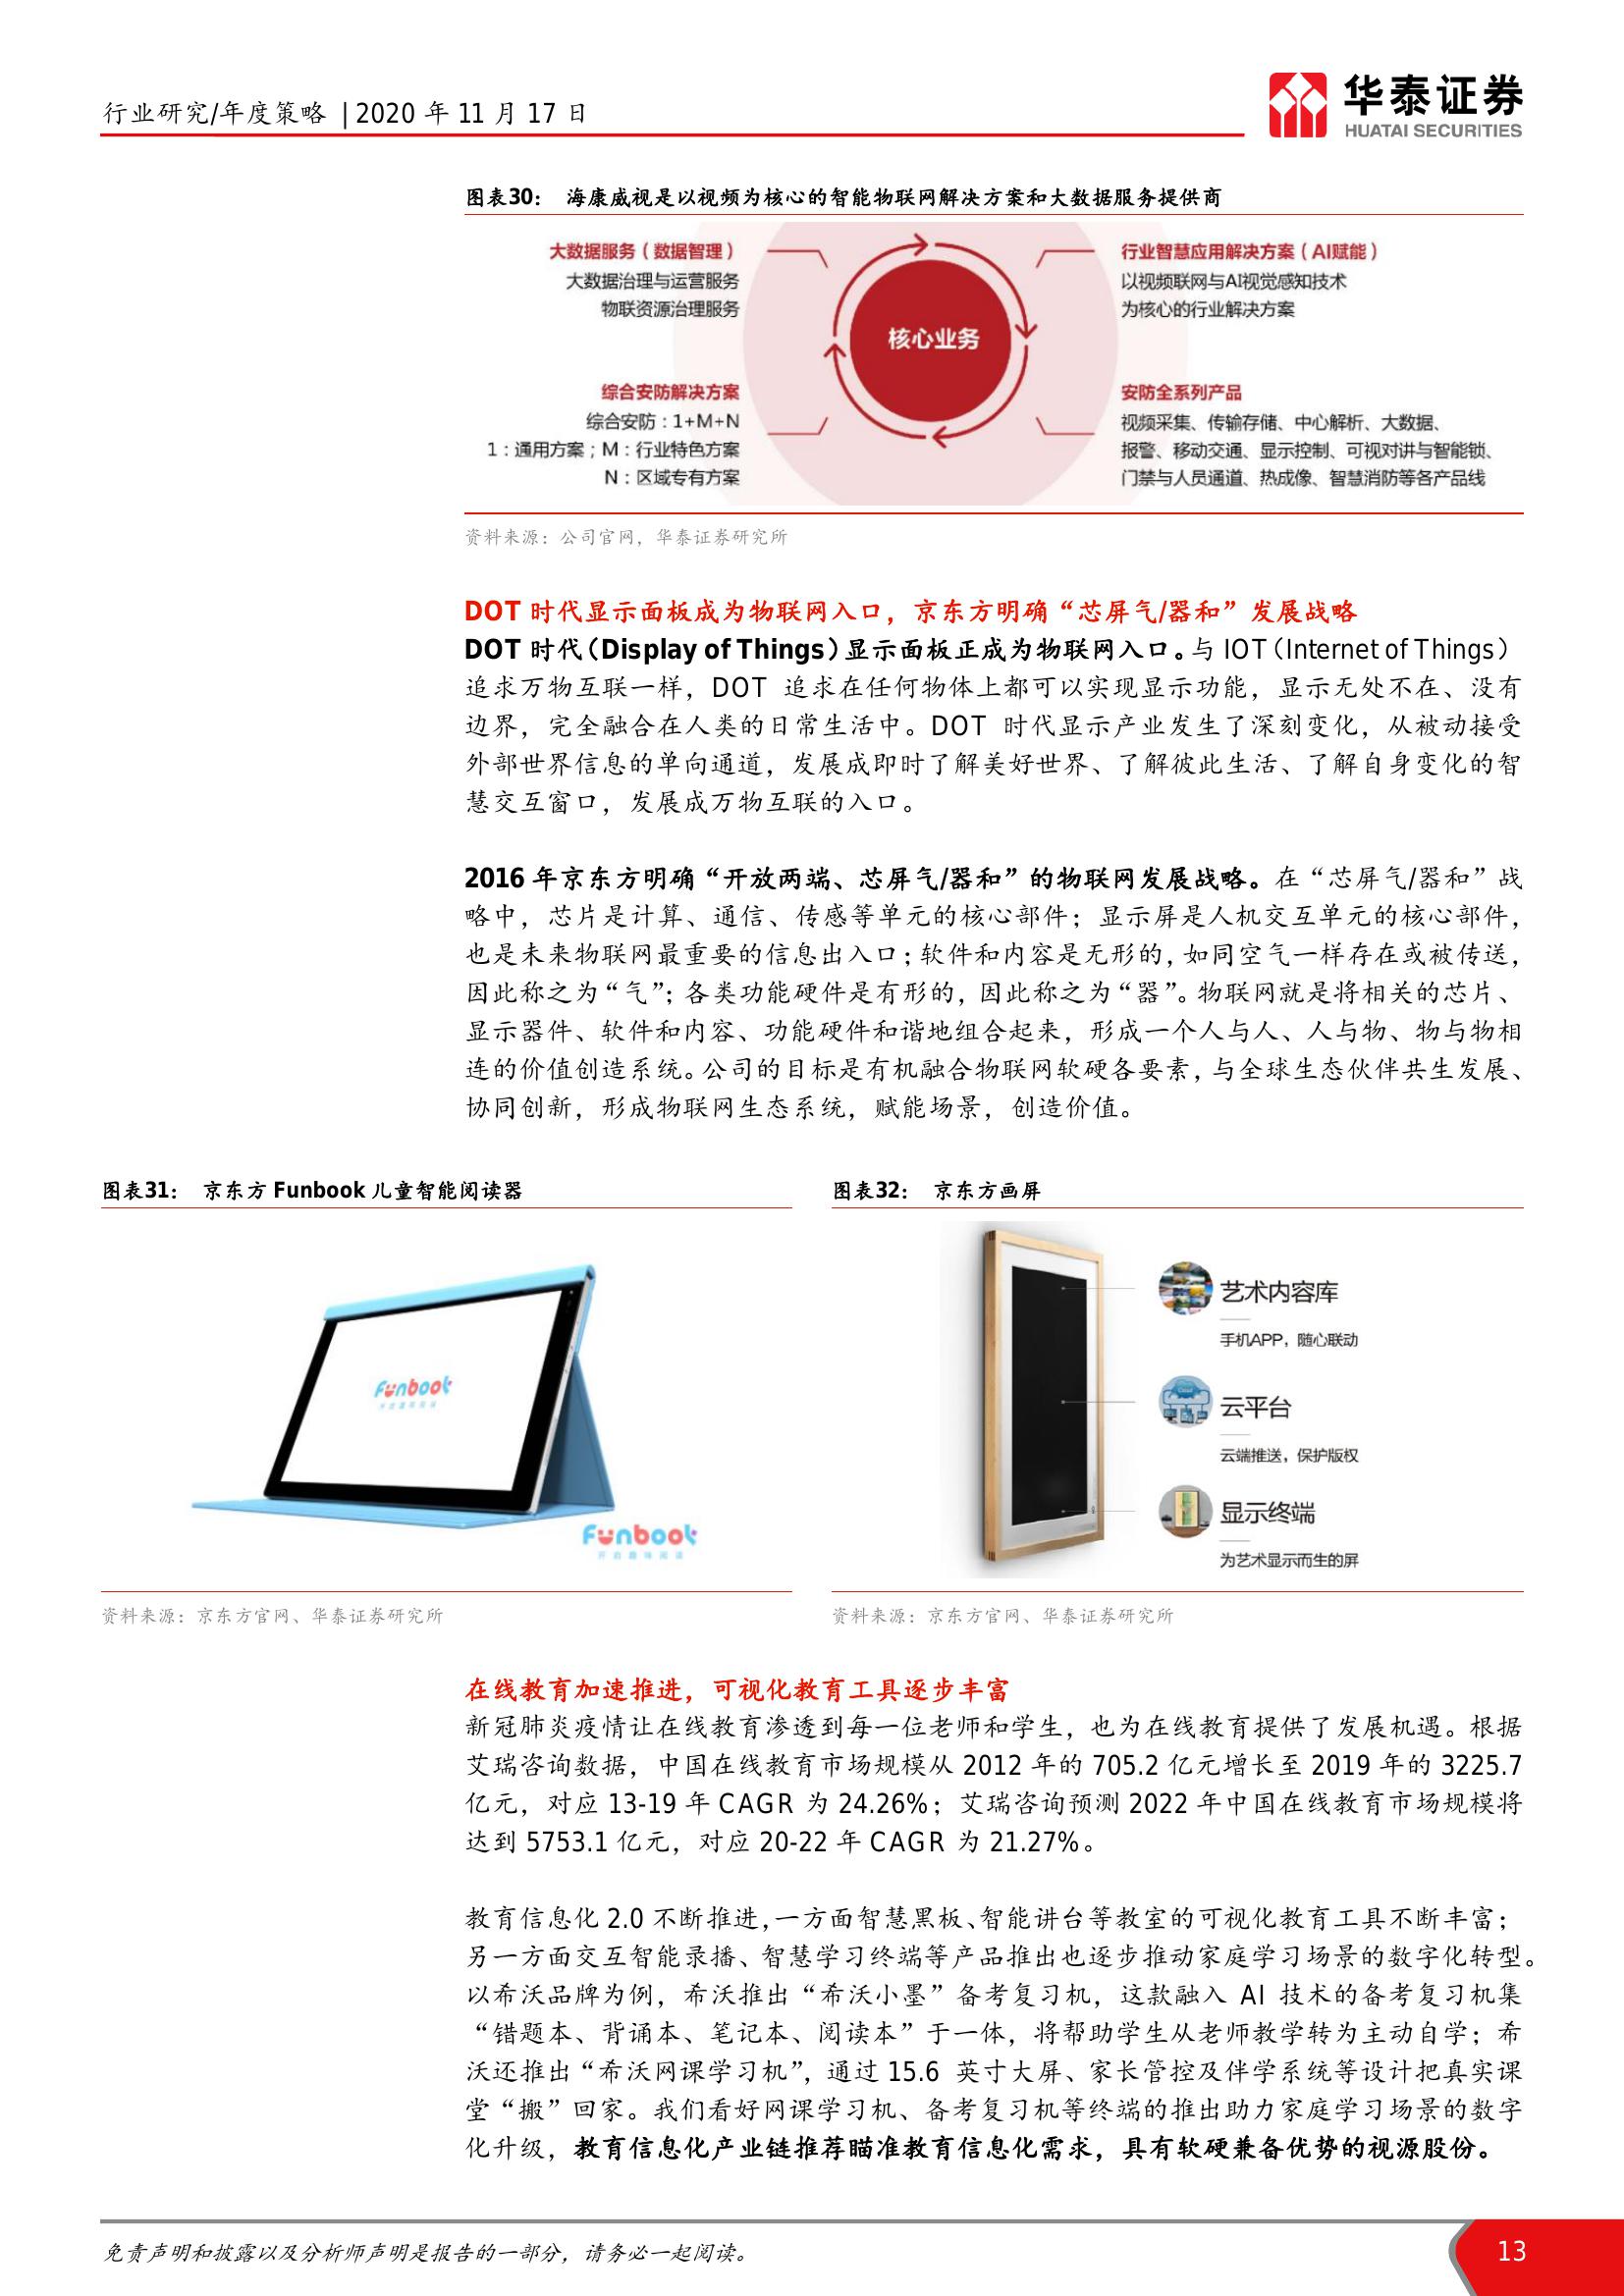 行业研究/年度策略 | 2020 年 11 月 17 日
华泰证券
HUATAI SECURITIES
图表30： 海康威视是以视频为核心的智能物联网解决方案和大数据服务提供商
大数据服务（数据智理）
大数据治理与运营服务
物联资源治理服务
行业智慧应用解决方案（AI赋能）
以视频联网与AI视觉感知技术
为核心的行业解决方案
核心业务
综合安防解决方案
综合安防：1+M+N
1：通用方案；M：行业特色方案
N：区域专有方案
安防全系列产品
视频采集、传输存储、中心解析、大数据、
报警、移动交通、显示控制、可视对讲与智能锁、
门禁与人员通道、热成像、智慧消防等各产品线
资料来源：公司官网，华泰证券研究所
DOT 时代显示面板成为物联网入口，京东方明确“芯屏气/器和”发展战略
DOT 时代（Display of Things）显示面板正成为物联网入口。与 IOT（Internet of Things）
追求万物互联一样，DOT 追求在任何物体上都可以实现显示功能，显示无处不在、没有
边界，完全融合在人类的日常生活中。DOT 时代显示产业发生了深刻变化，从被动接受
外部世界信息的单向通道，发展成即时了解美好世界、了解彼此生活、了解自身变化的智
慧交互窗口，发展成万物互联的入口。
2016 年京东方明确“开放两端、芯屏气/器和”的物联网发展战略。在“芯屏气/器和”战
略中，芯片是计算、通信、传感等单元的核心部件；显示屏是人机交互单元的核心部件，
也是未来物联网最重要的信息出入口；软件和内容是无形的，如同空气一样存在或被传送，
因此称之为“气”；各类功能硬件是有形的，因此称之为“器”。物联网就是将相关的芯片、
显示器件、软件和内容、功能硬件和谐地组合起来，形成一个人与人、人与物、物与物相
连的价值创造系统。公司的目标是有机融合物联网软硬各要素，与全球生态伙伴共生发展、
协同创新，形成物联网生态系统，赋能场景，创造价值。
图表31： 京东方 Funbook 儿童智能阅读器
Funbook
开启趣味阅读
Funbook
开启趣味阅读
资料来源：京东方官网、华泰证券研究所
图表32： 京东方画屏
艺术内容库
手机APP，随心联动
云平台
云端推送，保护版权
显示终端
为艺术显示而生的屏
资料来源：京东方官网、华泰证券研究所
在线教育加速推进，可视化教育工具逐步丰富
新冠肺炎疫情让在线教育渗透到每一位老师和学生，也为在线教育提供了发展机遇。根据
艾瑞咨询数据，中国在线教育市场规模从 2012 年的 705.2 亿元增长至 2019 年的 3225.7
亿元，对应 13-19 年 CAGR 为 24.26%；艾瑞咨询预测 2022 年中国在线教育市场规模将
达到 5753.1 亿元，对应 20-22 年 CAGR 为 21.27%。
教育信息化 2.0 不断推进，一方面智慧黑板、智能讲台等教室的可视化教育工具不断丰富；
另一方面交互智能录播、智慧学习终端等产品推出也逐步推动家庭学习场景的数字化转型。
以希沃品牌为例，希沃推出“希沃小墨”备考复习机，这款融入 AI 技术的备考复习机集
“错题本、背诵本、笔记本、阅读本”于一体，将帮助学生从老师教学转为主动自学；希
沃还推出“希沃网课学习机”，通过 15.6 英寸大屏、家长管控及伴学系统等设计把真实课
堂“搬”回家。我们看好网课学习机、备考复习机等终端的推出助力家庭学习场景的数字
化升级，教育信息化产业链推荐瞄准教育信息化需求，具有软硬兼备优势的视源股份。
免责声明和披露以及分析师声明是报告的一部分，请务必一起阅读。
13